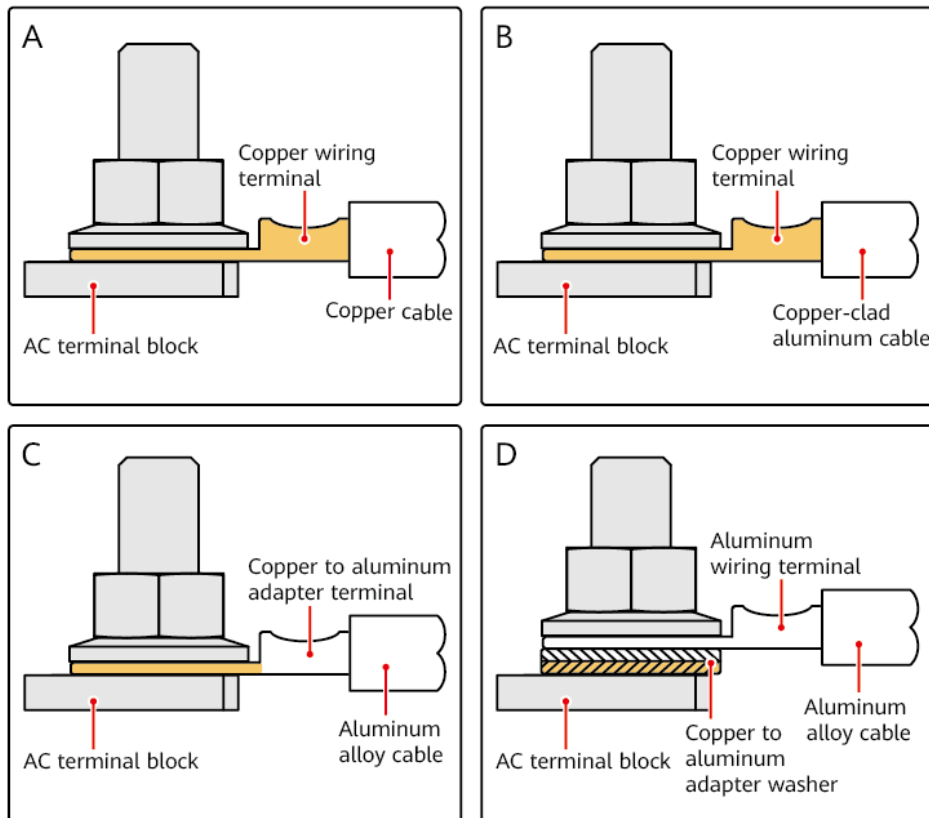 A
Copper wiring
terminal
Copper cable
AC terminal block
B
Copper wiring
terminal
Copper-clad
aluminum cable
AC terminal block
C
Copper to aluminum
adapter terminal
Aluminum
alloy cable
AC terminal block
D
Aluminum
wiring terminal
Aluminum
alloy cable
Copper to
aluminum
adapter washer
AC terminal block